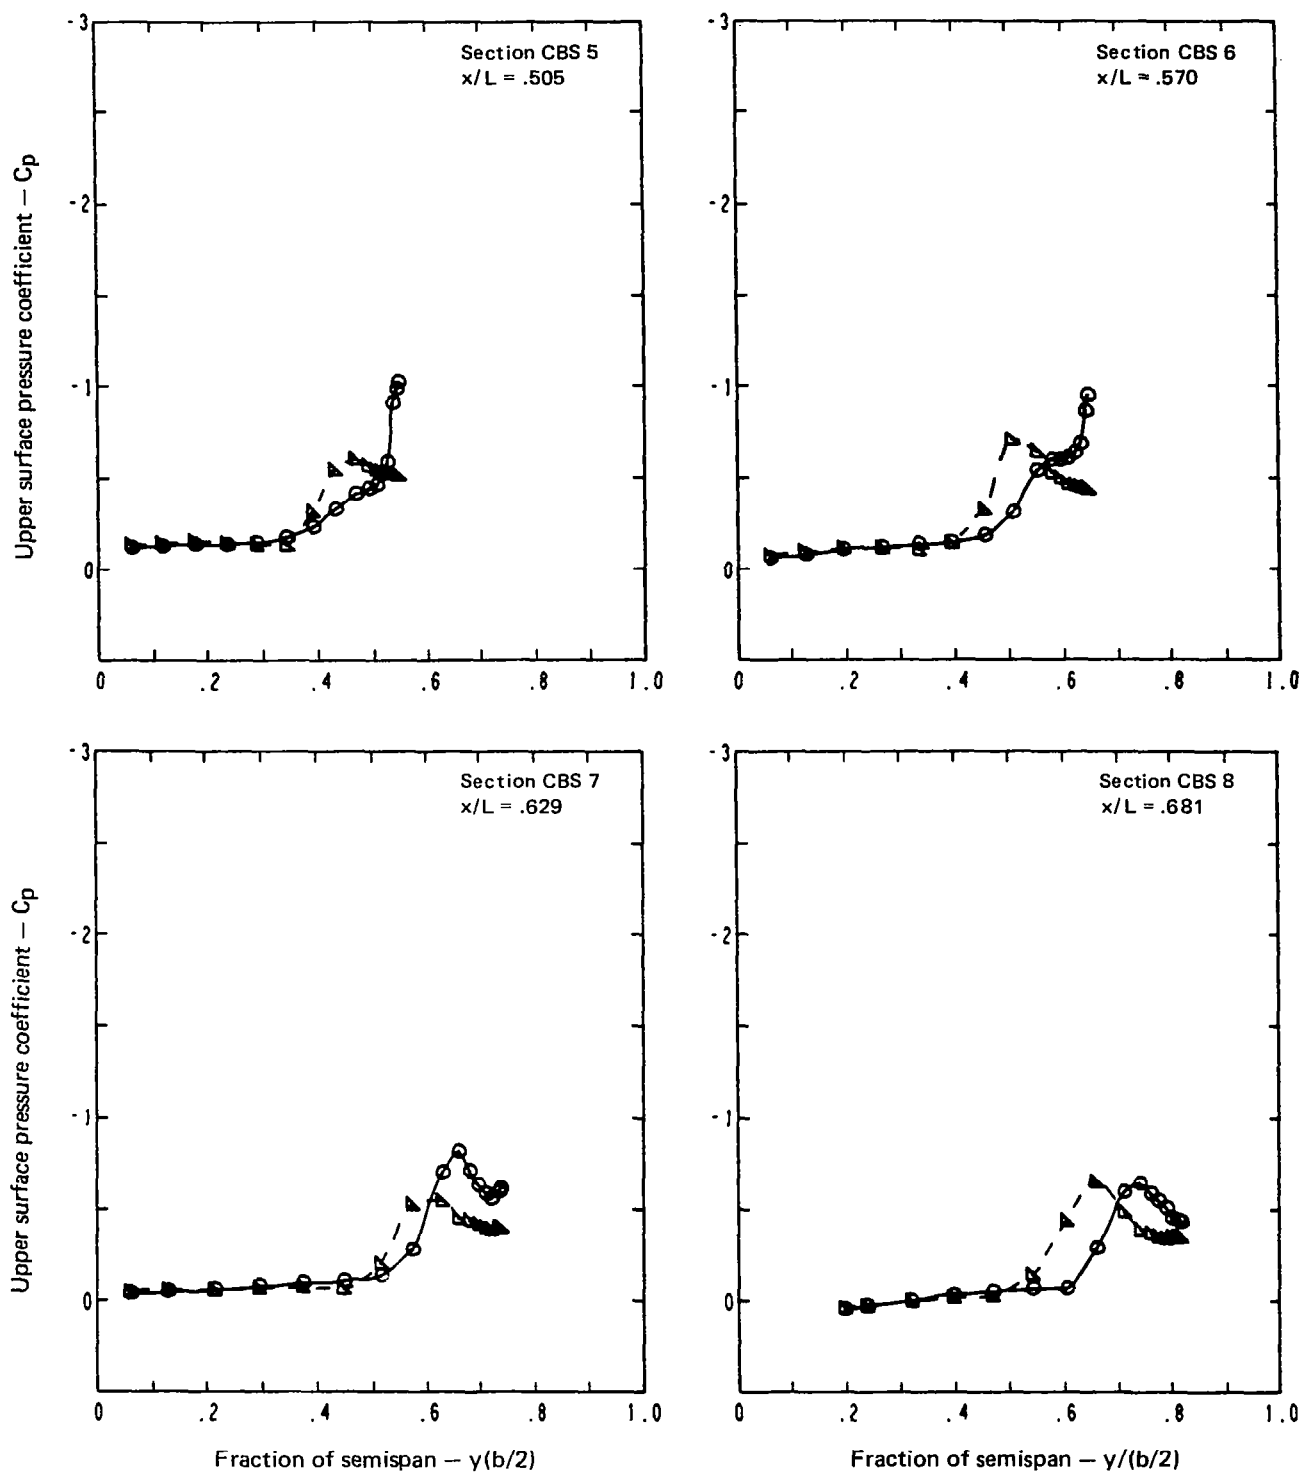 -3
Section CBS 5
x/L = .505
-2
-1
0
Upper surface pressure coefficient — Cp
0 .2 .4 .6 .8 1.0
-3
Section CBS 6
x/L = .570
-2
-1
0
0 .2 .4 .6 .8 1.0
-3
Section CBS 7
x/L = .629
-2
-1
0
Upper surface pressure coefficient — Cp
0 .2 .4 .6 .8 1.0
Fraction of semispan — y(b/2)
-3
Section CBS 8
x/L = .681
-2
-1
0
0 .2 .4 .6 .8 1.0
Fraction of semispan — y/(b/2)